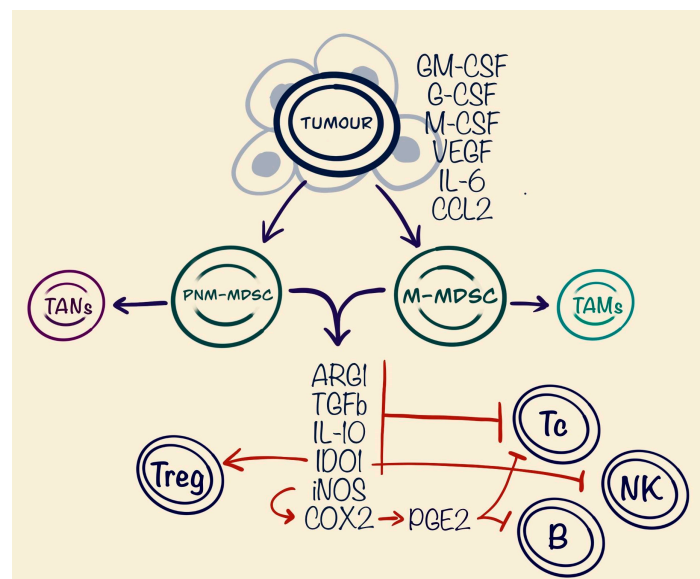 GM-CSF
G-CSF
TUMOUR
M-CSF
VEGF
IL-6
CCL2
TANs
PNM-MDSC
M-MDSC
TAMs
ARG1
TGFb
IL-10
IDO1
iNOS
COX2
PGE2
Treg
Tc
NK
B